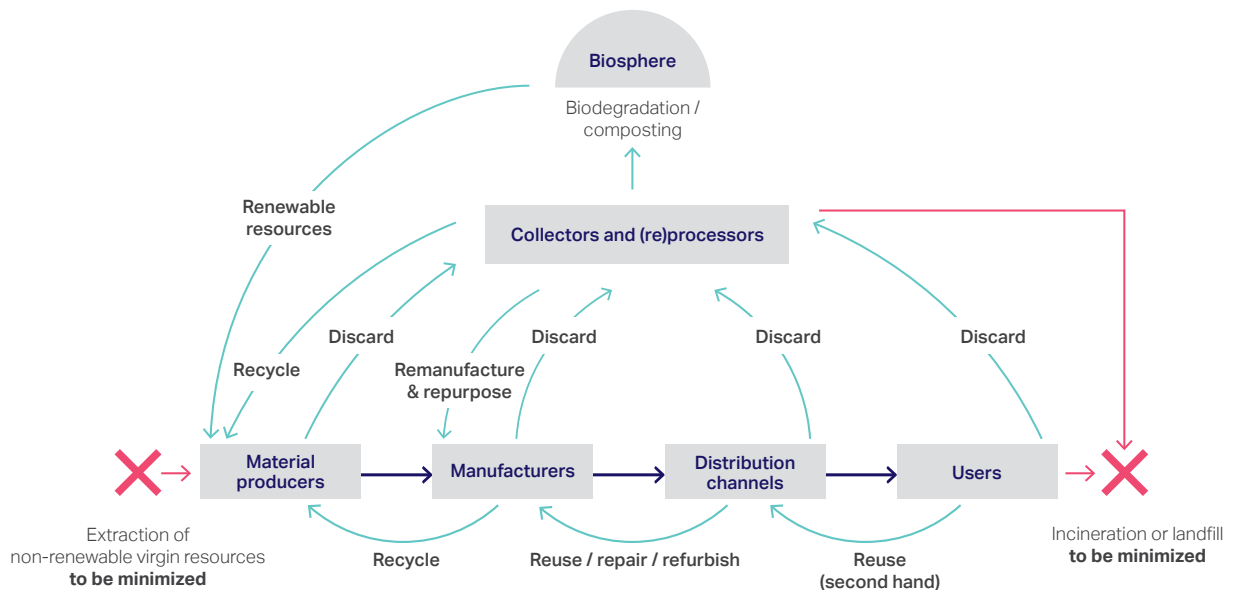 Biosphere
Biodegradation /
composting
Renewable
resources
Collectors and (re)processors
Discard
Discard
Discard
Discard
Recycle
Remanufacture
& repurpose
Material
producers
Manufacturers
Distribution
channels
Users
Extraction of
non-renewable virgin resources
to be minimized
Recycle
Reuse / repair / refurbish
Reuse
(second hand)
Incineration or landfill
to be minimized